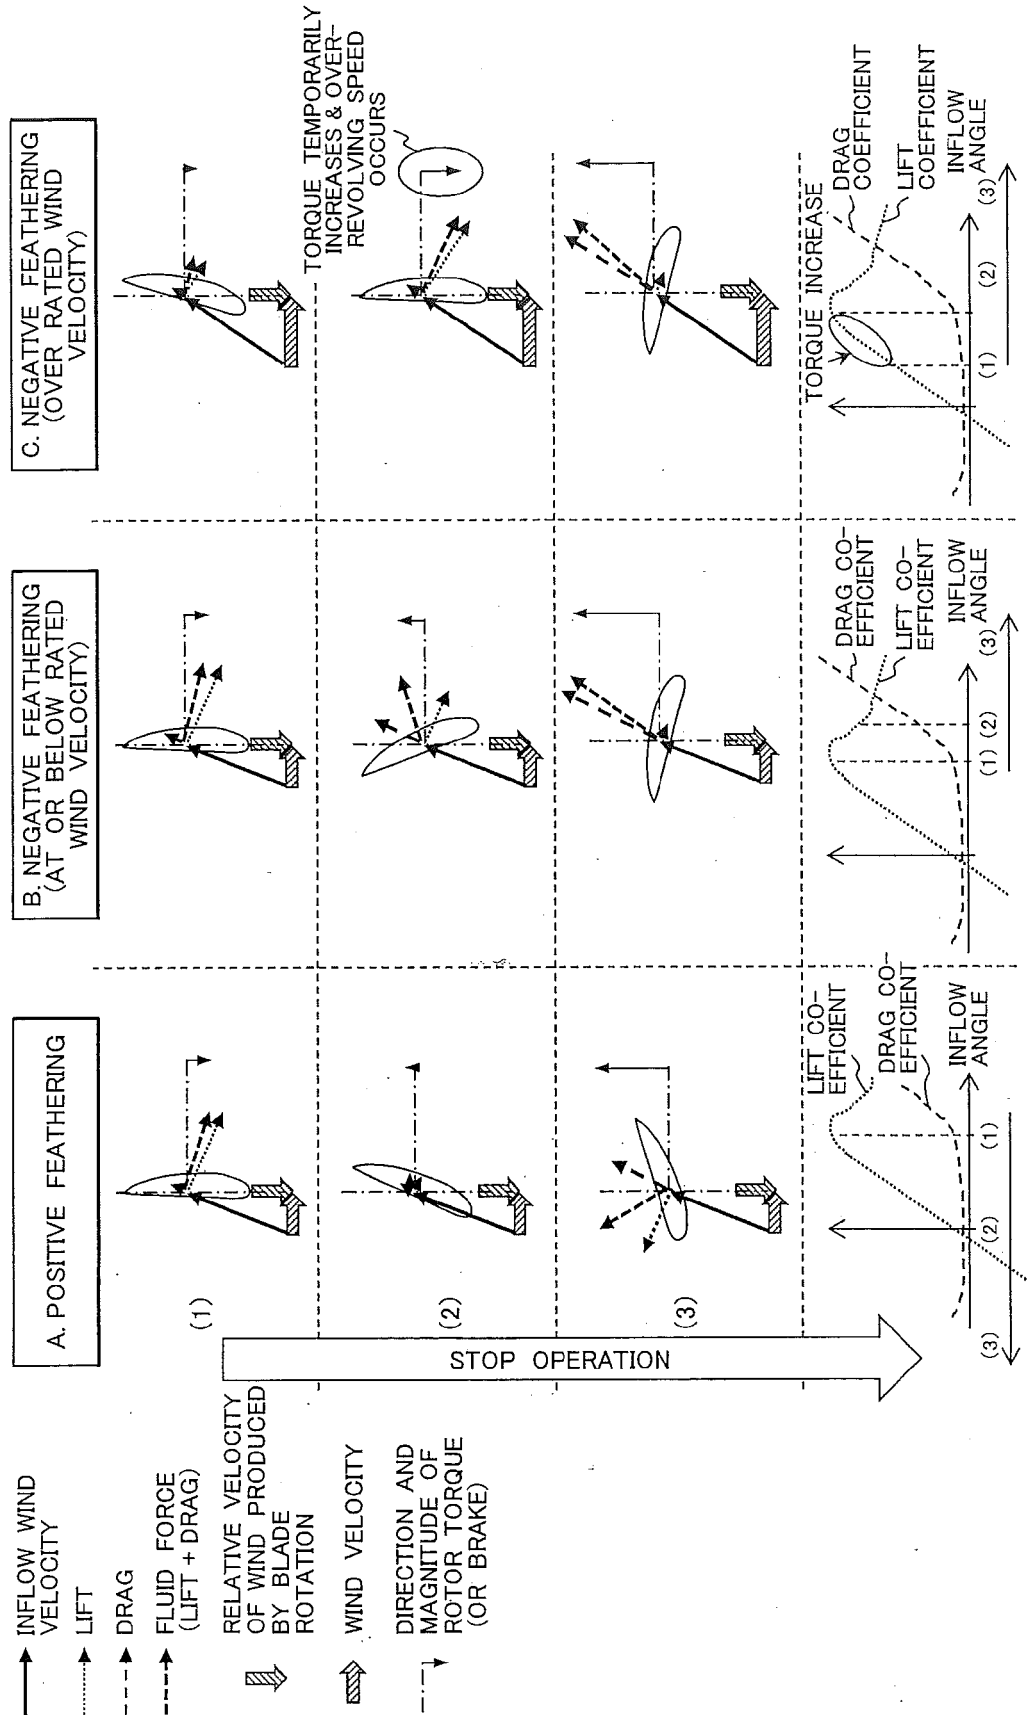 A. POSITIVE FEATHERING
B. NEGATIVE FEATHERING
(AT OR BELOW RATED
WIND VELOCITY)
C. NEGATIVE FEATHERING
(OVER RATED WIND
VELOCITY)
INFLOW WIND
VELOCITY
LIFT
DRAG
FLUID FORCE
(LIFT + DRAG)
RELATIVE VELOCITY
OF WIND PRODUCED
BY BLADE
ROTATION
WIND VELOCITY
DIRECTION AND
MAGNITUDE OF
ROTOR TORQUE
(OR BRAKE)
STOP OPERATION
(1)
(2)
(3)
TORQUE TEMPORARILY
INCREASES & OVER-
REVOLVING SPEED
OCCURS
LIFT CO-
EFFICIENT
DRAG CO-
EFFICIENT
INFLOW
ANGLE
(3)
(2)
(1)
DRAG CO-
EFFICIENT
LIFT CO-
EFFICIENT
INFLOW
ANGLE
(1)
(2)
(3)
TORQUE INCREASE
DRAG
COEFFICIENT
LIFT
COEFFICIENT
INFLOW
ANGLE
(1)
(2)
(3)